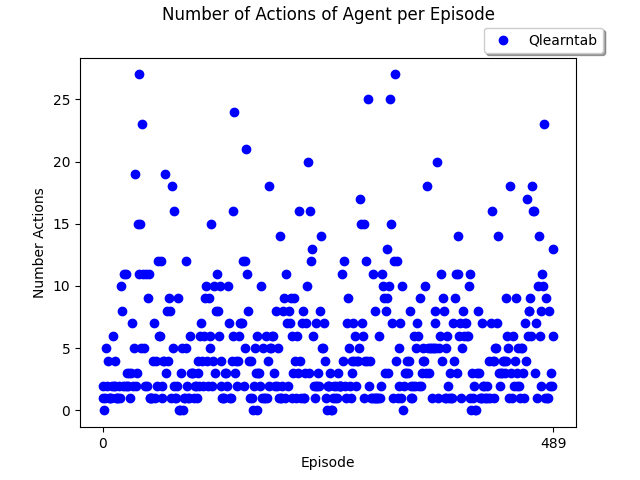 Number of Actions of Agent per Episode
Qlearntab
25
20
15
10
5
0
Number Actions
0
489
Episode